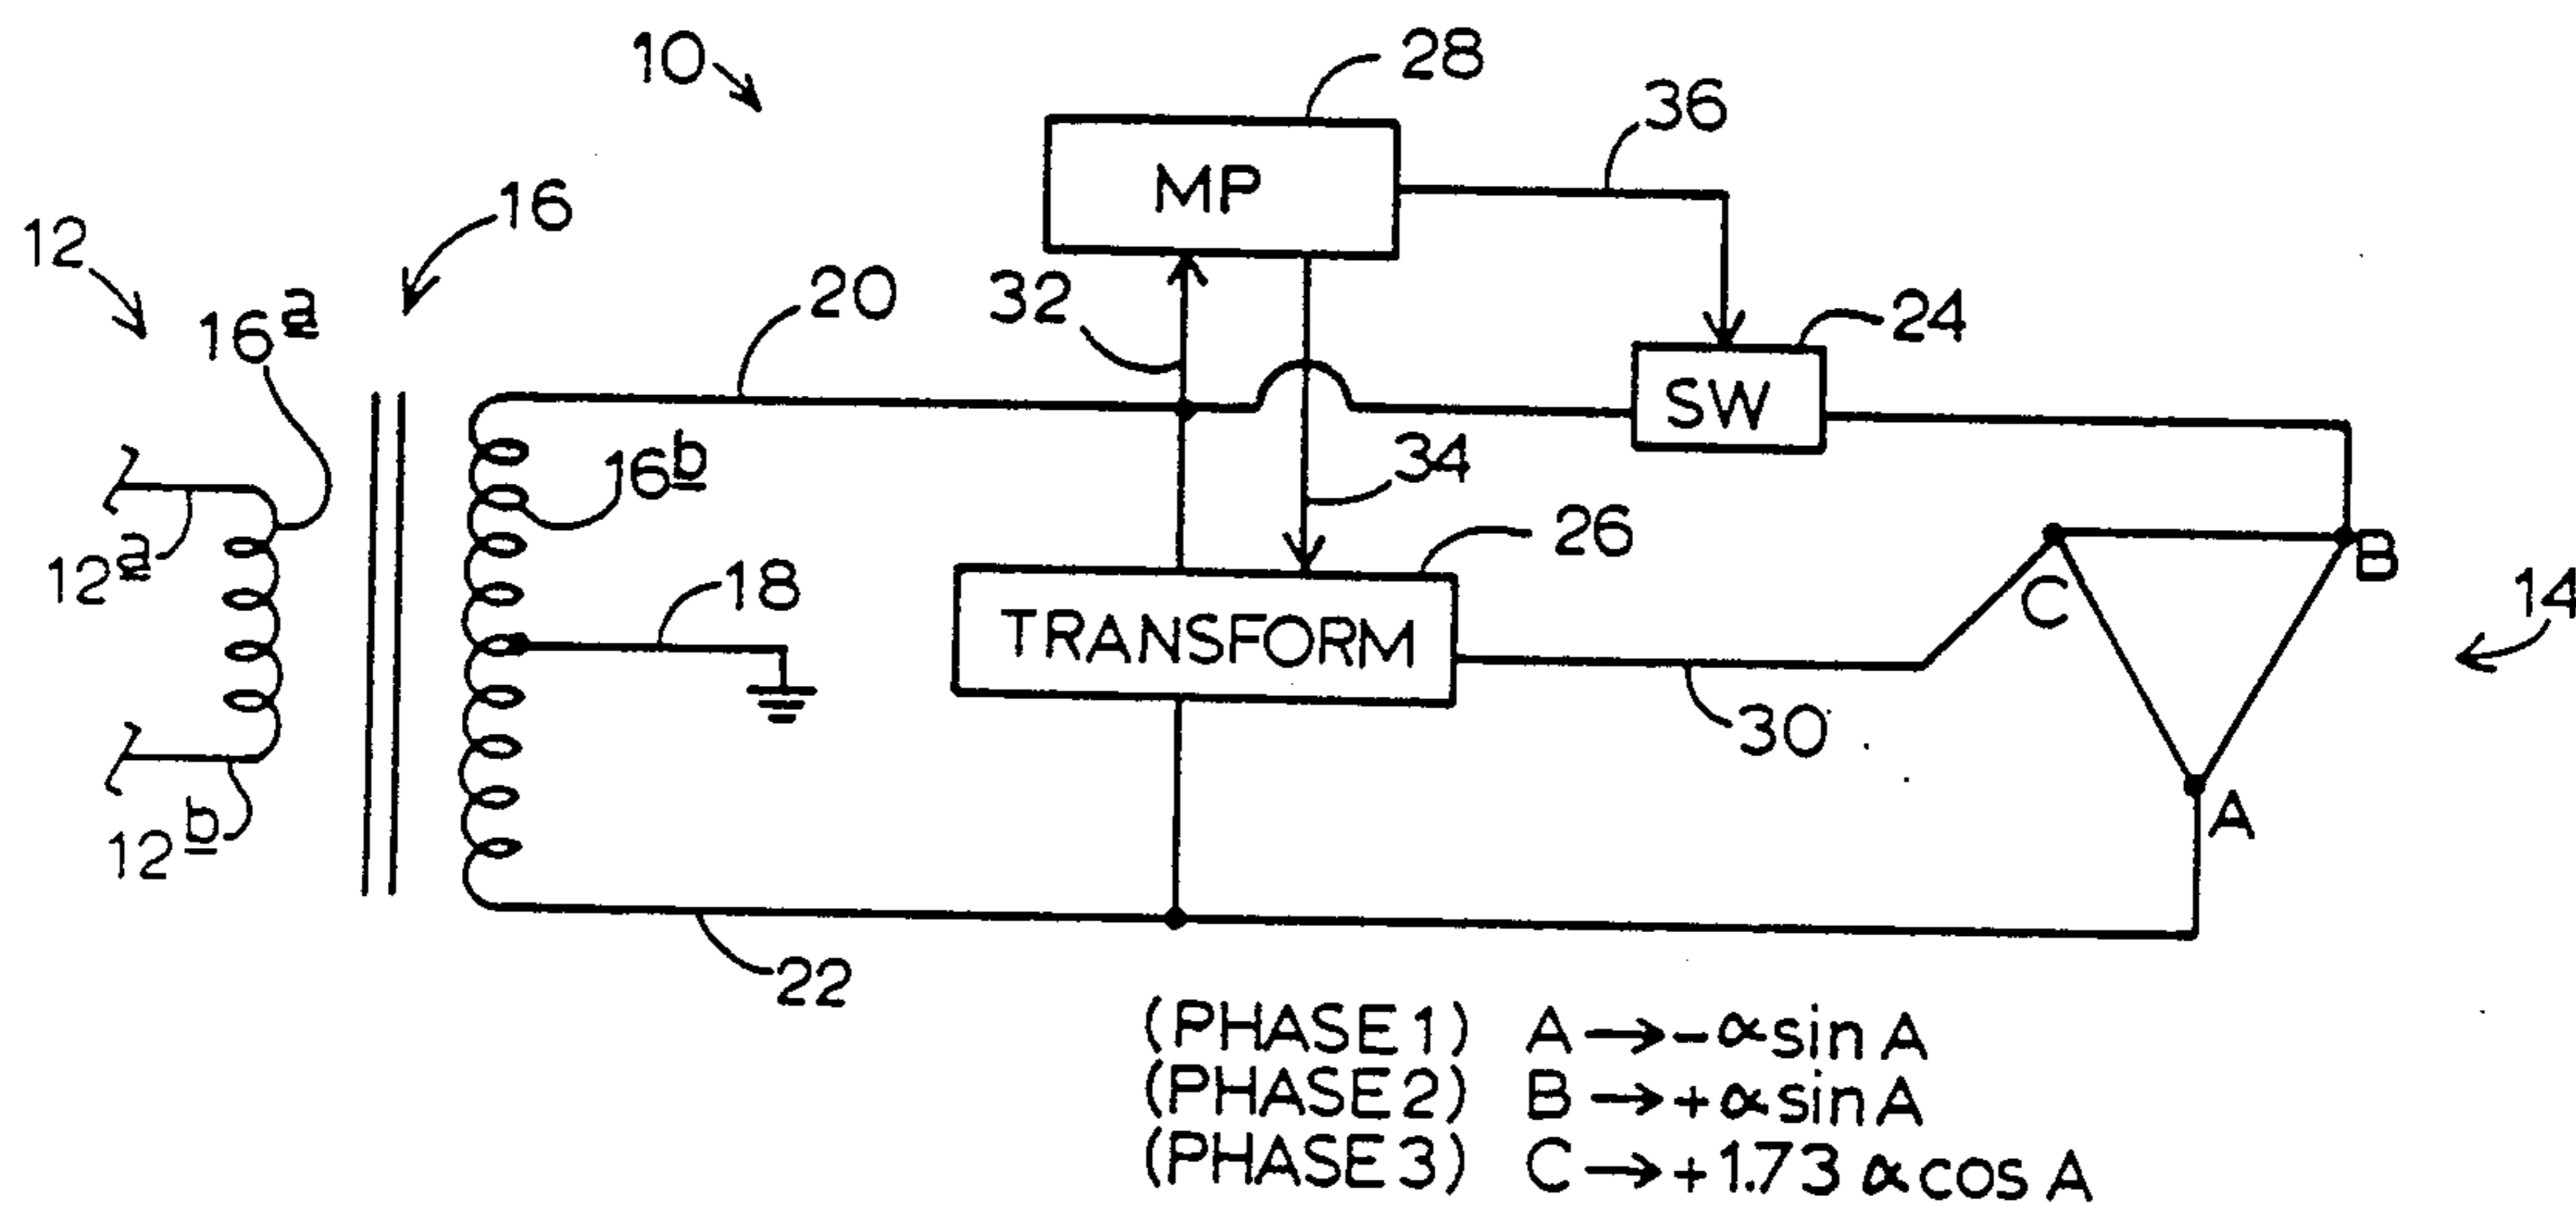 10
28
36
MP
12
16
16a
20
32
24
SW
16b
34
12a
26
18
TRANSFORM
C
B
14
30
12b
A
22
(PHASE 1) A → - α sin A
(PHASE 2) B → + α sin A
(PHASE 3) C → + 1.73 α cos A